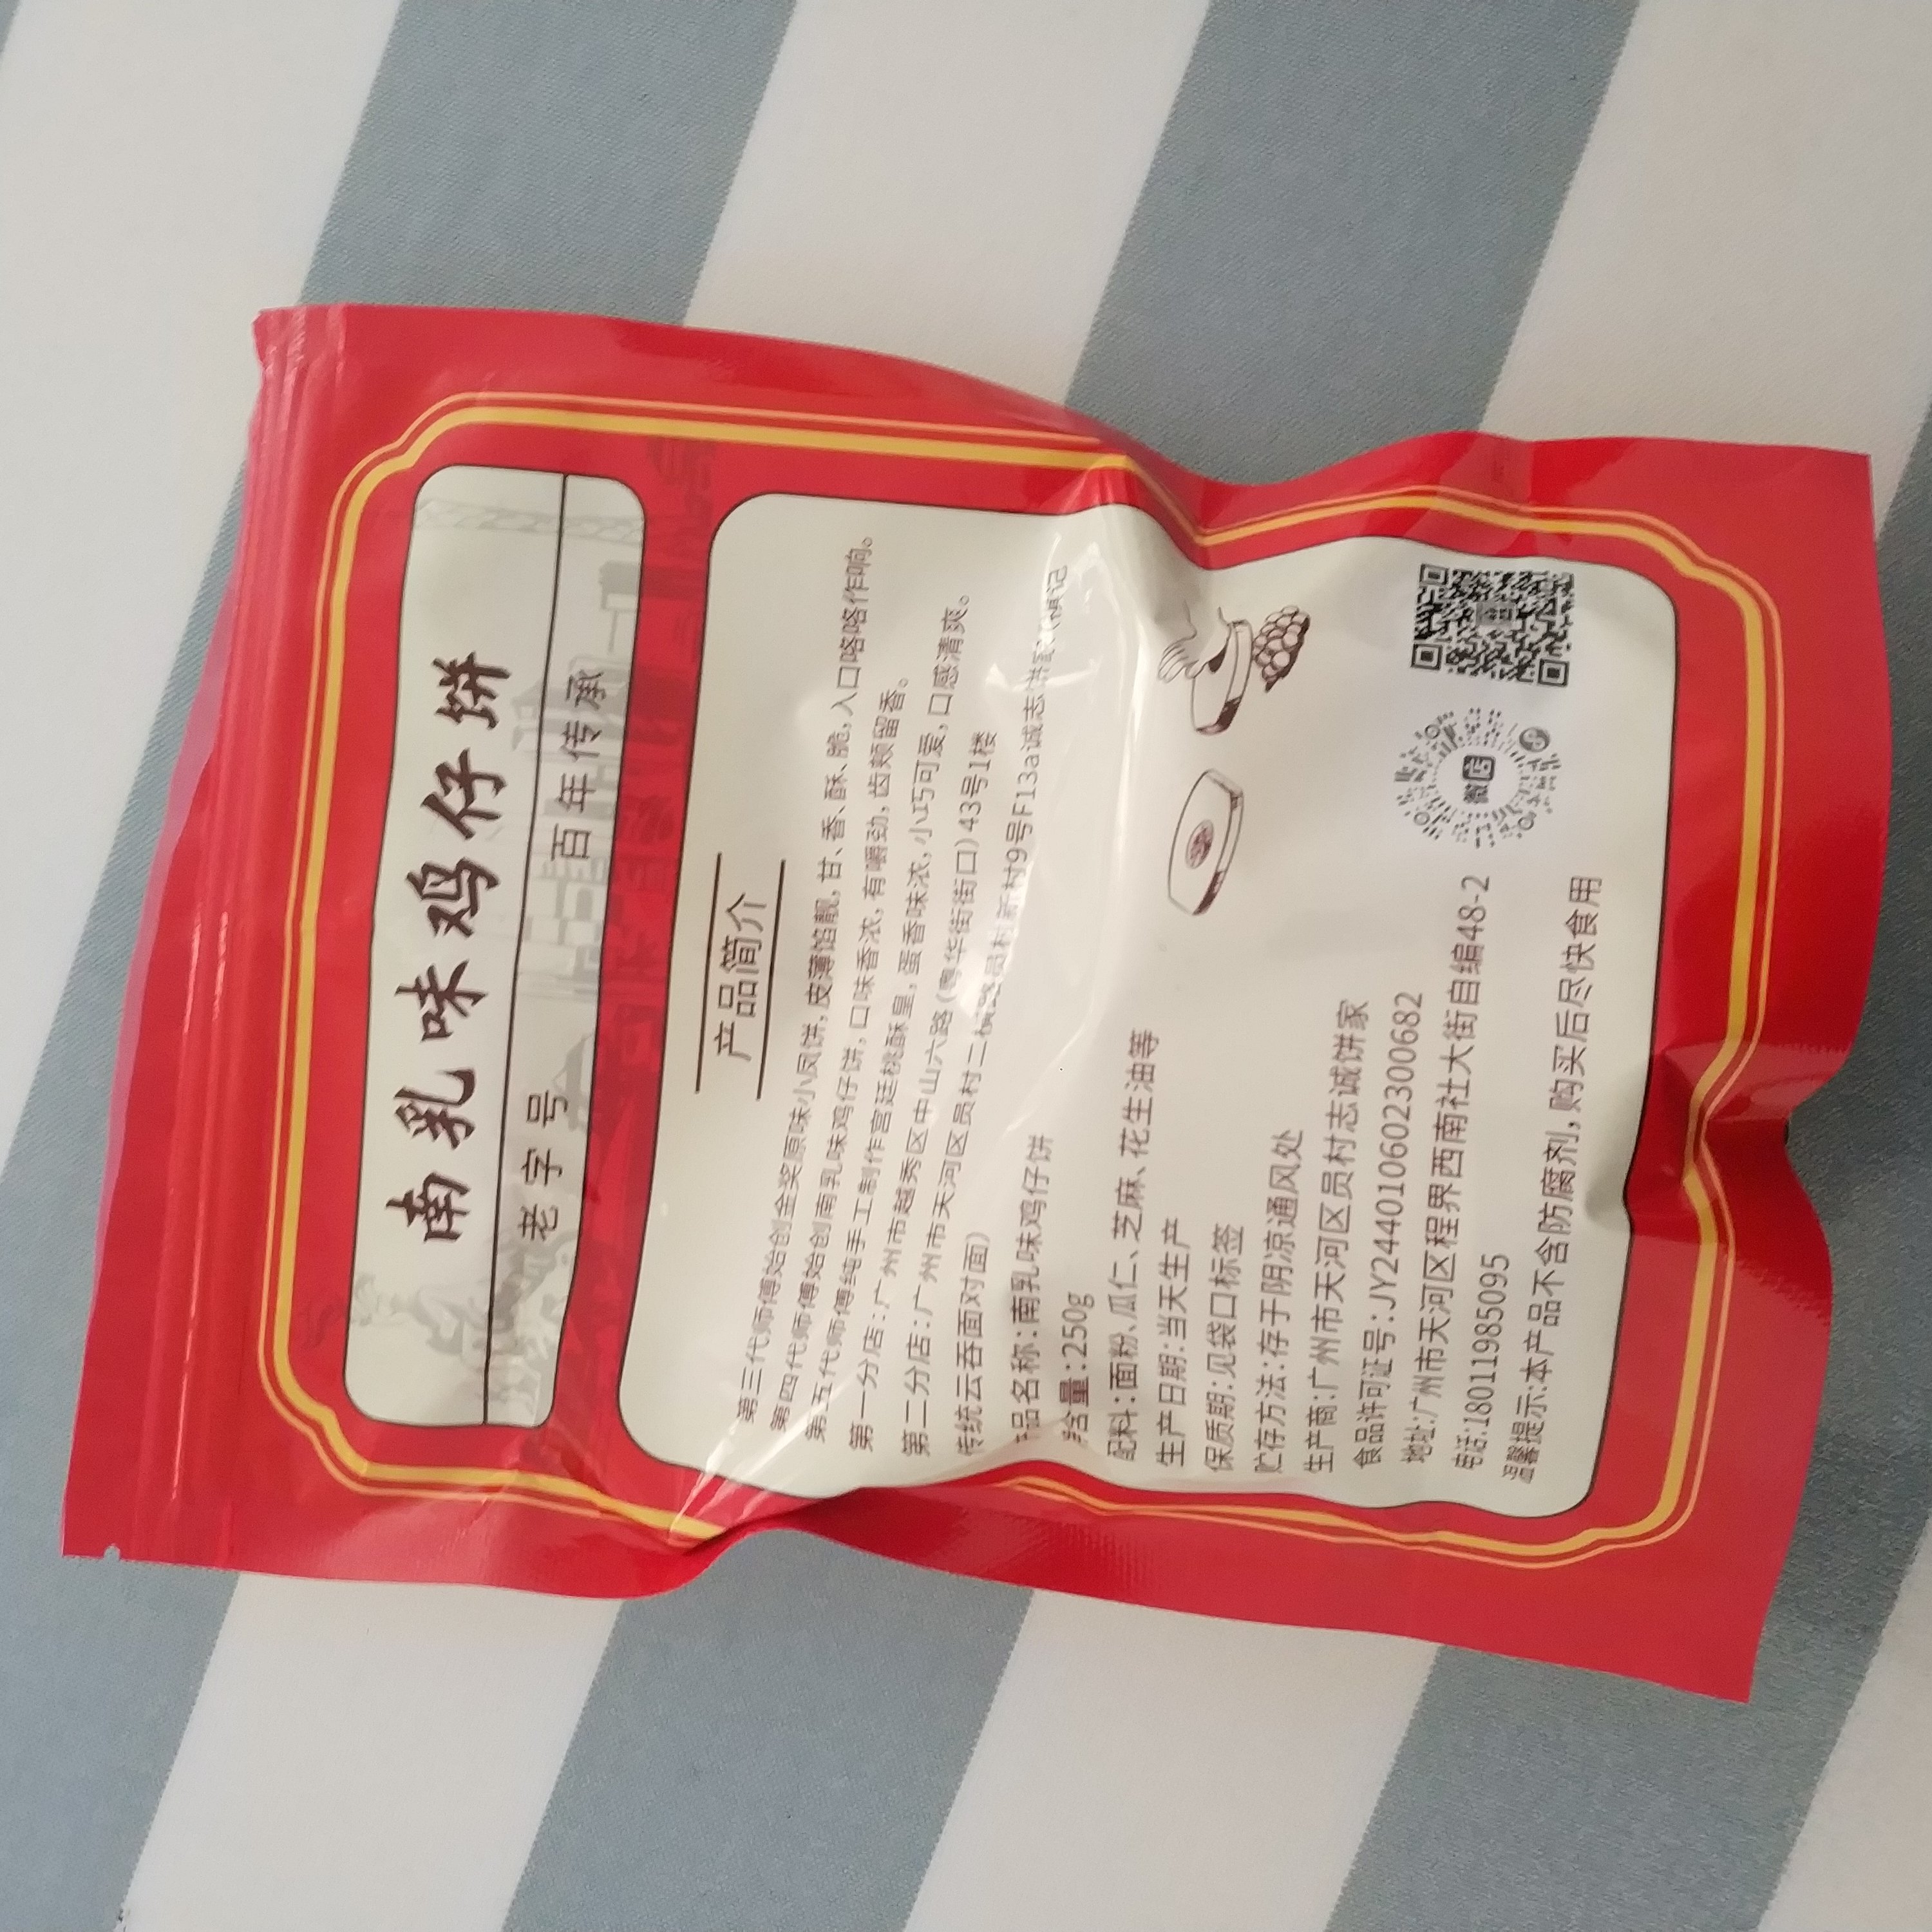 南乳味鸡仔饼
老字号 百年传承
产品简介
第三代师傅始创金奖原味小凤饼,皮薄馅靓,甘、香、酥、脆,入口咯咯作响。
第四代师傅始创南乳味鸡仔饼,口味香浓,有嚼劲,齿颊留香。
第五代师傅纯手工制作宫廷桃酥皇,蛋香味浓,小巧可爱,口感清爽。
第一分店:广州市越秀区中山六路(粤华街街口)43号1楼
第二分店:广州市天河区员村二横路员村新村9号F13a诚志饼家(祺记
传统云吞面对面)
产品名称:南乳味鸡仔饼
净含量:250g
配料:面粉、瓜仁、芝麻、花生油等
生产日期:当天生产
保质期:见袋口标签
贮存方法:存于阴凉通风处
生产商:广州市天河区员村志诚饼家
食品许可证号:JY244010602300682
地址:广州市天河区程界西南社大街自编48-2
电话:18011985095
温馨提示:本产品不含防腐剂,购买后尽快食用
微店